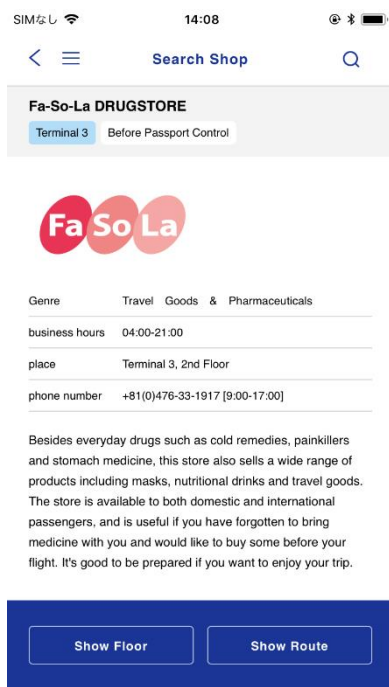 SIMなし 14:08
Search Shop
Fa-So-La DRUGSTORE
Terminal 3 Before Passport Control
Fa So La
Genre Travel Goods & Pharmaceuticals
business hours 04:00-21:00
place Terminal 3, 2nd Floor
phone number +81(0)476-33-1917 [9:00-17:00]
Besides everyday drugs such as cold remedies, painkillers
and stomach medicine, this store also sells a wide range of
products including masks, nutritional drinks and travel goods.
The store is available to both domestic and international
passengers, and is useful if you have forgotten to bring
medicine with you and would like to buy some before your
flight. It's good to be prepared if you want to enjoy your trip.
Show Floor Show Route